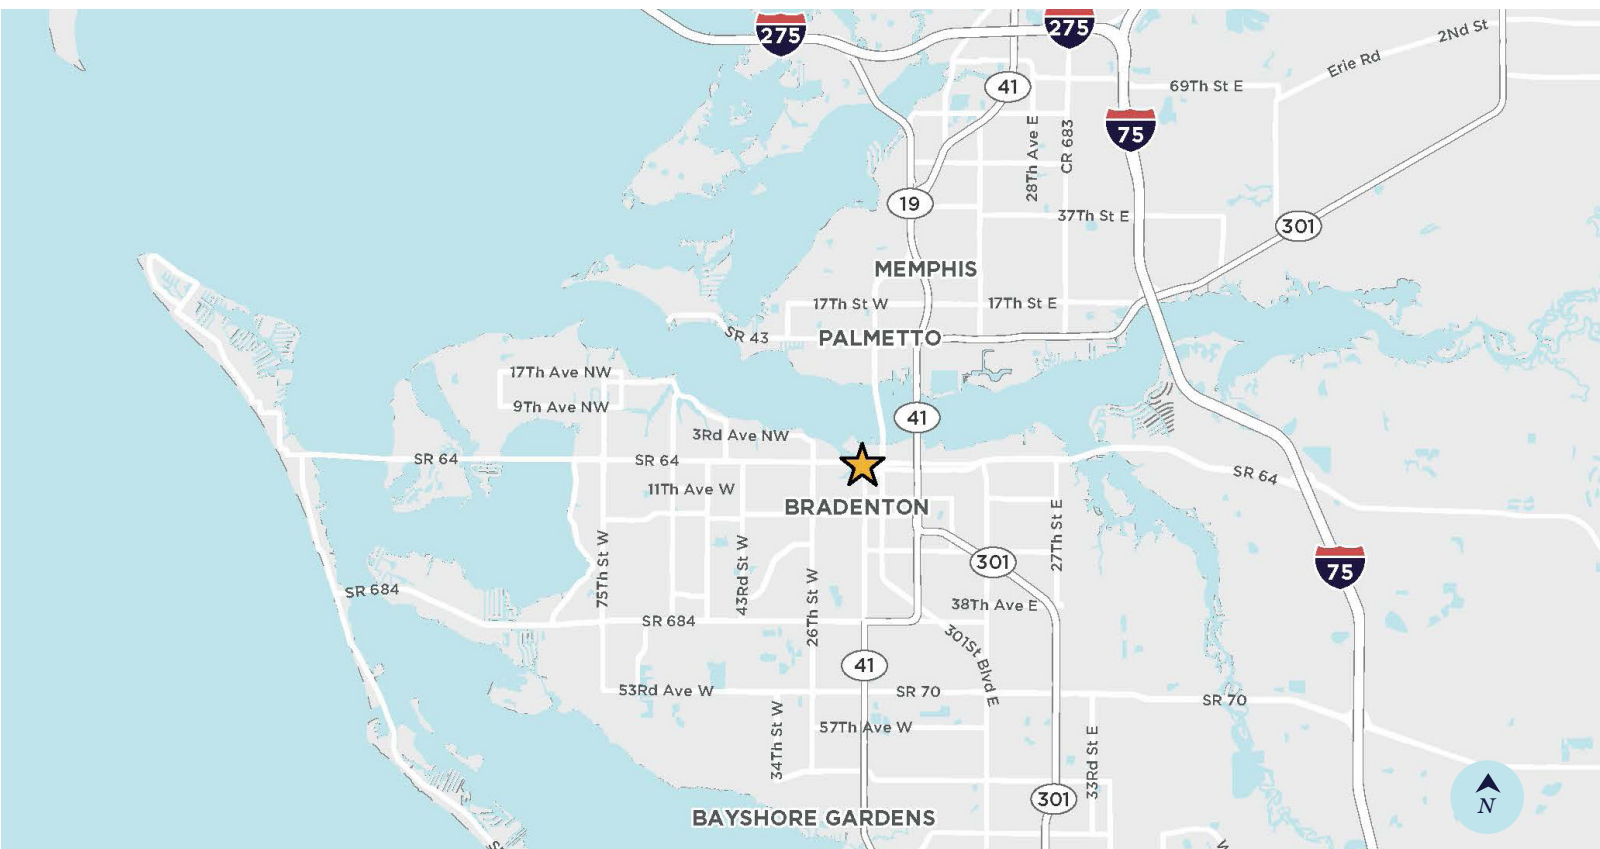 275
275
2Nd St
Erie Rd
41
69Th St E
75
28Th Ave E
CR 683
19
37Th St E
301
MEMPHIS
17Th St W
17Th St E
SR 43
PALMETTO
17Th Ave NW
9Th Ave NW
41
3Rd Ave NW
SR 64
SR 64
SR 64
11Th Ave W
BRADENTON
27Th St E
75Th St W
43Rd St W
301
75
SR 684
26Th St W
38Th Ave E
SR 684
301St Blvd E
41
53Rd Ave W
SR 70
SR 70
34Th St W
57Th Ave W
33Rd St E
301
N
BAYSHORE GARDENS